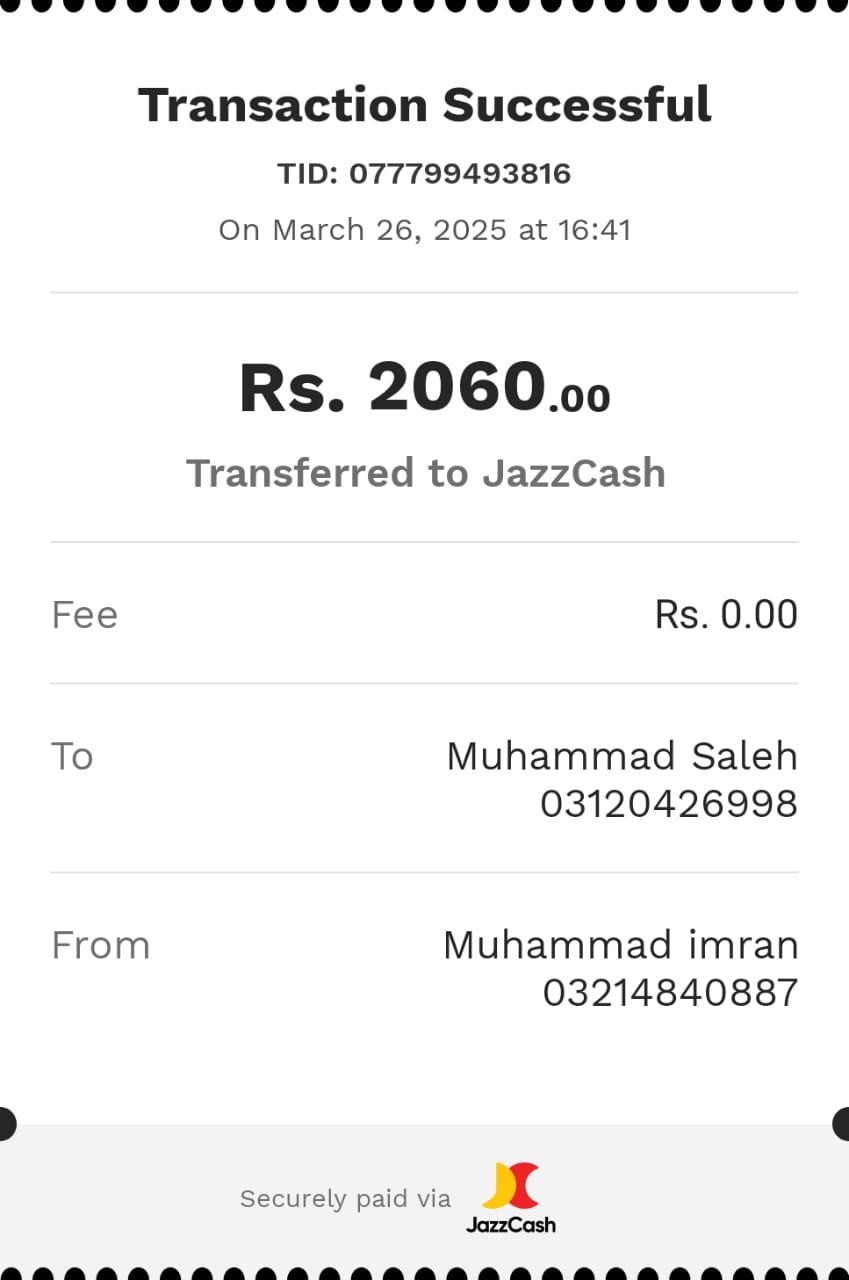 Transaction Successful
TID: 077799493816
On March 26, 2025 at 16:41
Rs. 2060.00
Transferred to JazzCash
Fee Rs. 0.00
To Muhammad Saleh
03120426998
From Muhammad imran
03214840887
Securely paid via
JazzCash